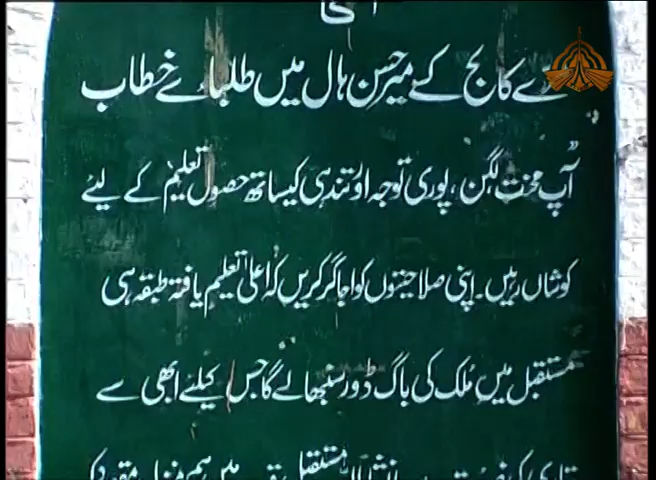 ڈے کالج کے میر حسن ہال میں طلباء سے خطاب
آپ محنت، لگن، پوری توجہ اور تندہی کیساتھ حصول تعلیم کے لیئے
کوشاں رہیں۔ اپنی صلاحیتوں کو اجاگر کریں کہ اعلیٰ تعلیم یافتہ طبقہ ہی
مستقبل میں ملک کی باگ ڈور سنبھالے گا جس کیلئے ابھی سے